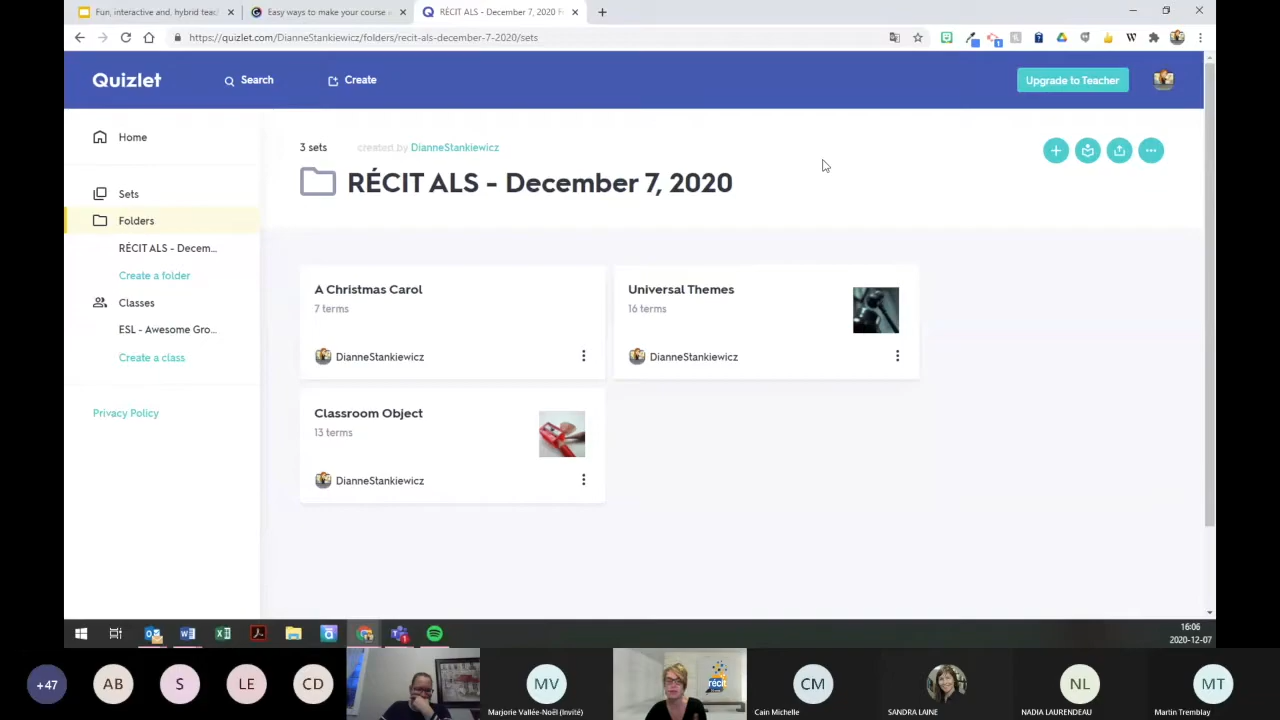 Fun, interactive and, hybrid teac
Easy ways to make your course a
RÉCIT ALS - December 7, 2020 F
https://quizlet.com/DianneStankiewicz/folders/recit-als-december-7-2020/sets
Quizlet
Search
Create
Upgrade to Teacher
Home
Sets
Folders
RÉCIT ALS - Decem...
Create a folder
Classes
ESL - Awesome Gro...
Create a class
Privacy Policy
3 sets
created by DianneStankiewicz
RÉCIT ALS - December 7, 2020
A Christmas Carol
7 terms
DianneStankiewicz
Universal Themes
16 terms
DianneStankiewicz
Classroom Object
13 terms
DianneStankiewicz
16:06
2020-12-07
+47
AB
S
LE
CD
MV
Marjorie Vallée-Noël (Invité)
récit
CM
Cain Michelle
SANDRA LAINE
NL
NADIA LAURENDEAU
MT
Martin Tremblay